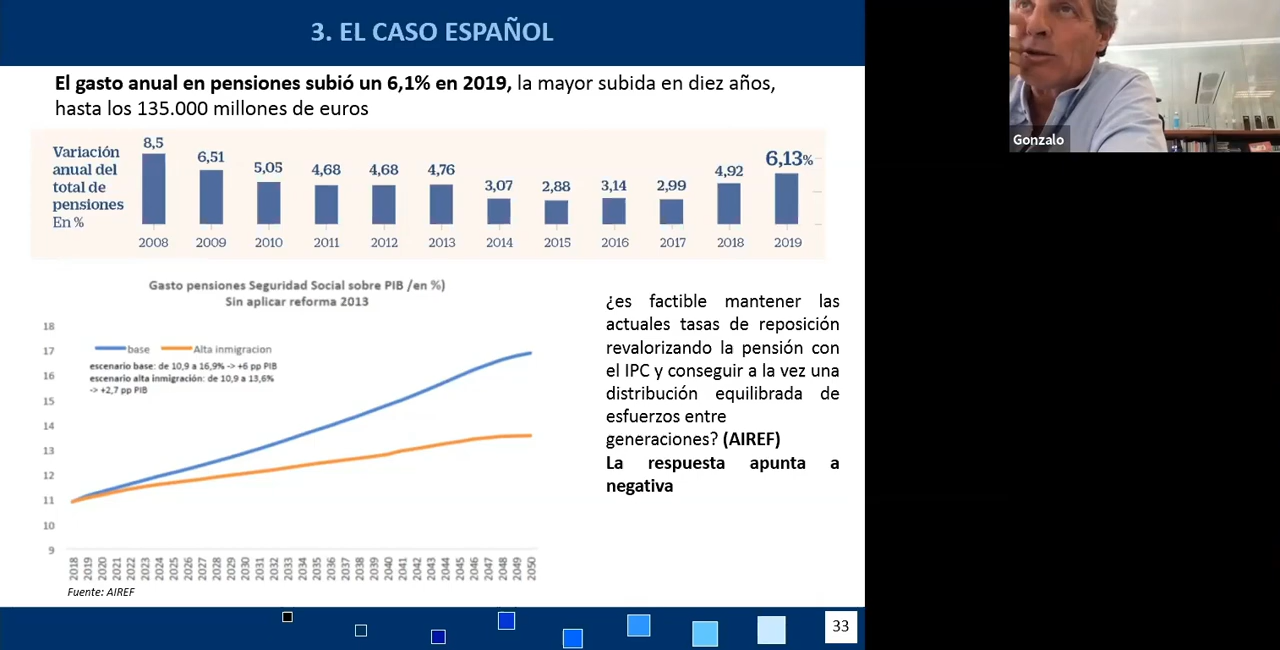 3. EL CASO ESPAÑOL
El gasto anual en pensiones subió un 6,1% en 2019, la mayor subida en diez años,
hasta los 135.000 millones de euros
Variación
anual del
total de
pensiones
En %
8,5
6,51
5,05
4,68
4,68
4,76
3,07
2,88
3,14
2,99
4,92
6,13%
2008
2009
2010
2011
2012
2013
2014
2015
2016
2017
2018
2019
Gasto pensiones Seguridad Social sobre PIB /en %)
Sin aplicar reforma 2013
18
17
16
15
14
13
12
11
10
9
base
Alta inmigracion
escenario base: de 10,9 a 16,9% -> +6 pp PIB
escenario alta inmigración: de 10,9 a 13,6%
-> +2,7 pp PIB
2018
2019
2020
2021
2022
2023
2024
2025
2026
2027
2028
2029
2030
2031
2032
2033
2034
2035
2036
2037
2038
2039
2040
2041
2042
2043
2044
2045
2046
2047
2048
2049
2050
Fuente: AIREF
¿es factible mantener las
actuales tasas de reposición
revalorizando la pensión con
el IPC y conseguir a la vez una
distribución equilibrada de
esfuerzos entre
generaciones? (AIREF)
La respuesta apunta a
negativa
33
Gonzalo